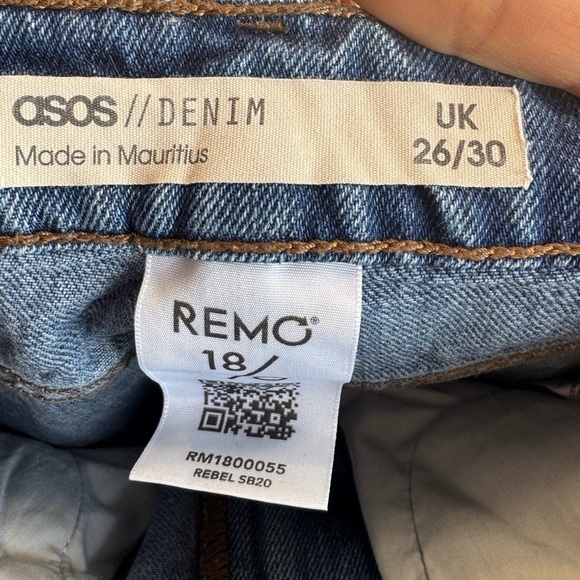 asos // DENIM
Made in Mauritius
UK
26/30
REMO®
18/
RM1800055
REBEL SB20